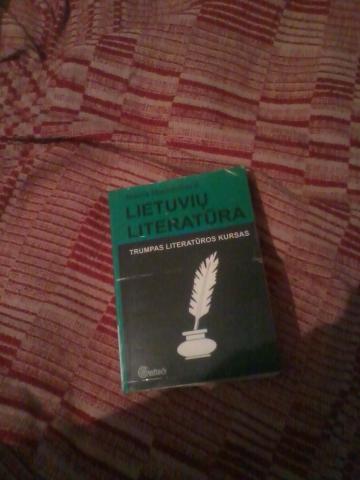 LIETUVIŲ
LITERATŪRA
TRUMPAS LITERATŪROS KURSAS